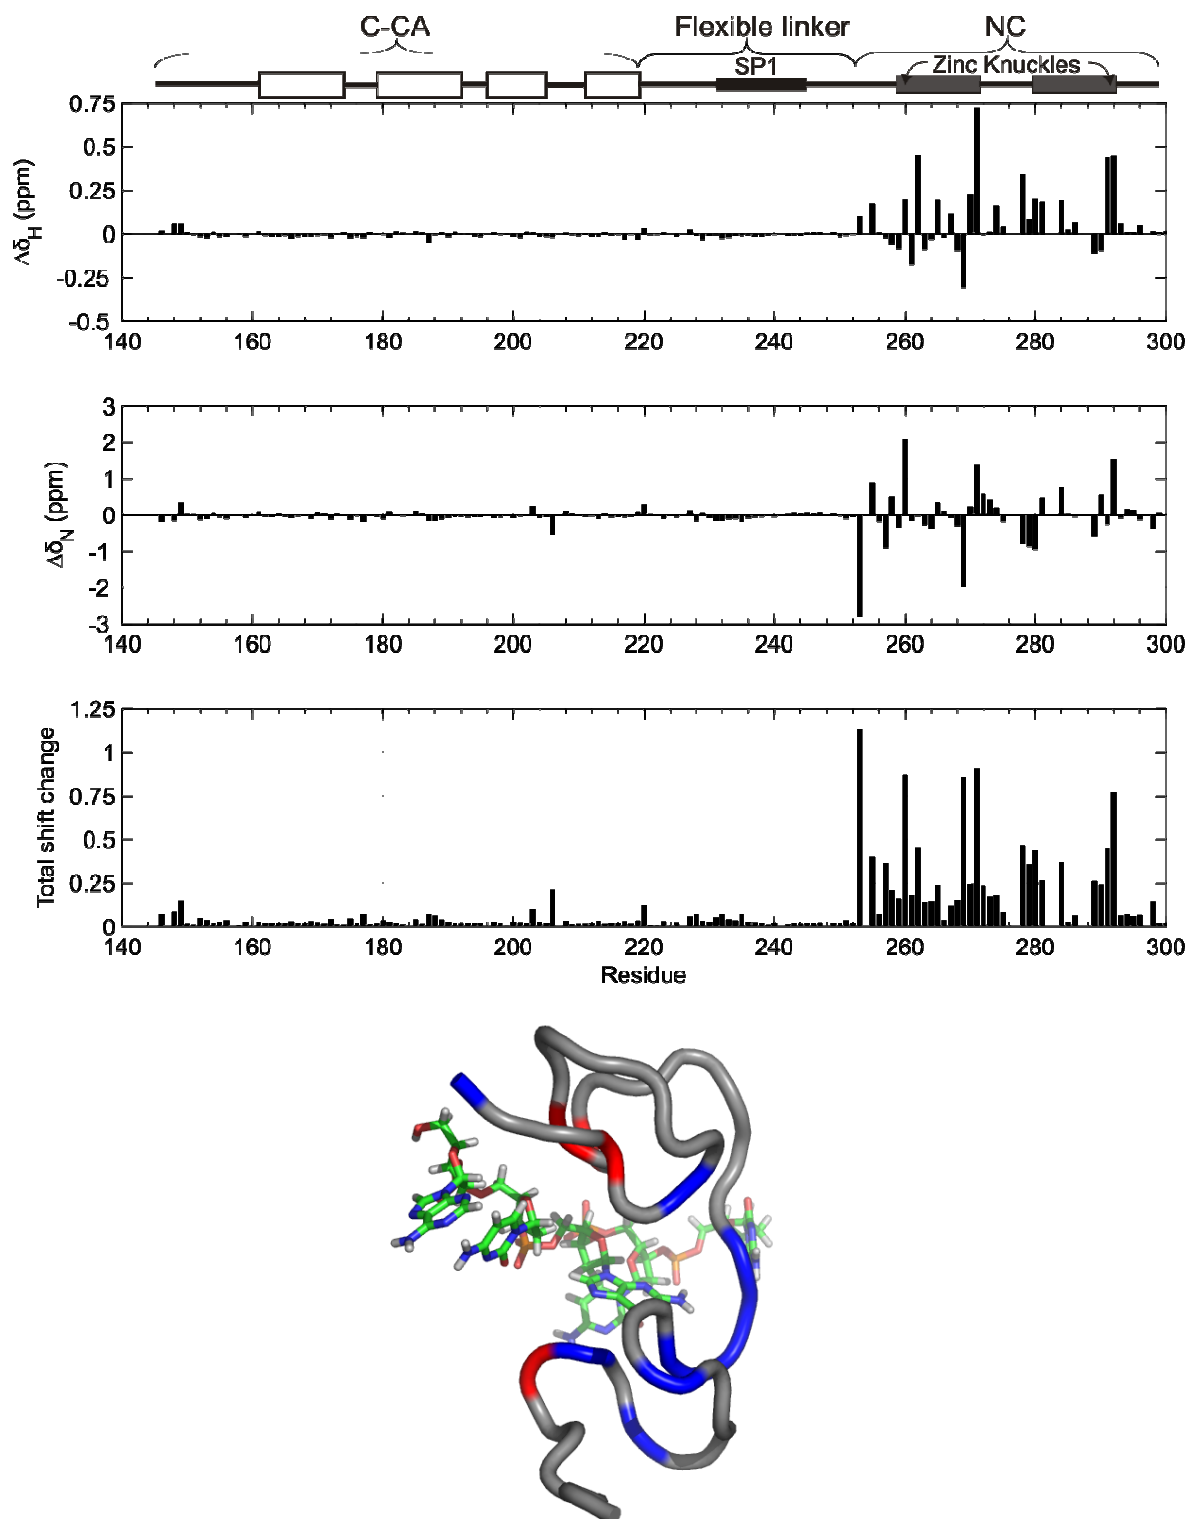 C-CA Flexible linker NC
SP1 Zinc Knuckles
0.75
0.5
0.25
0
-0.25
-0.5
ΔδH (ppm)
140 160 180 200 220 240 260 280 300
3
2
1
0
-1
-2
-3
ΔδN (ppm)
140 160 180 200 220 240 260 280 300
1.25
1
0.75
0.5
0.25
0
Total shift change
140 160 180 200 220 240 260 280 300
Residue